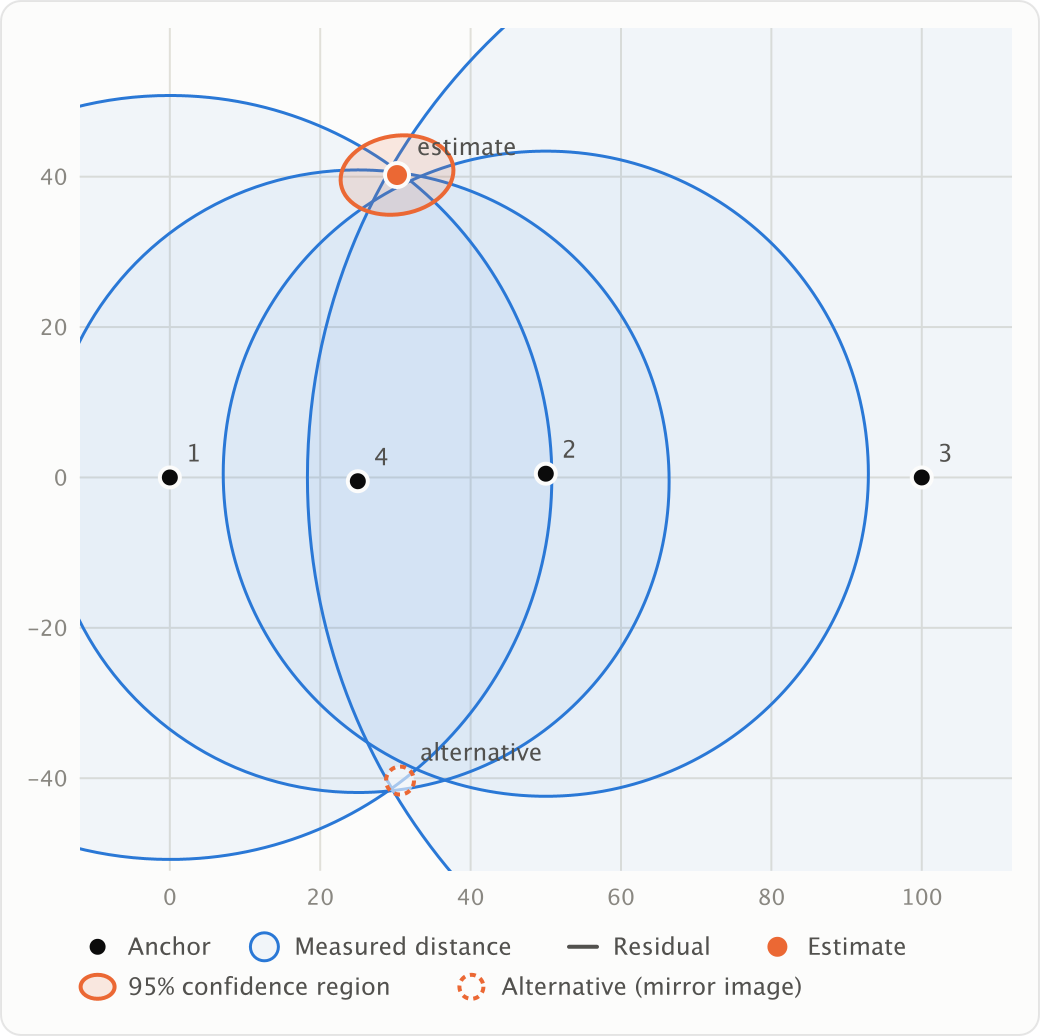 estimate
40
20
1
4
2
3
0
−20
alternative
−40
0 20 40 60 80 100
Anchor Measured distance Residual Estimate
95% confidence region Alternative (mirror image)